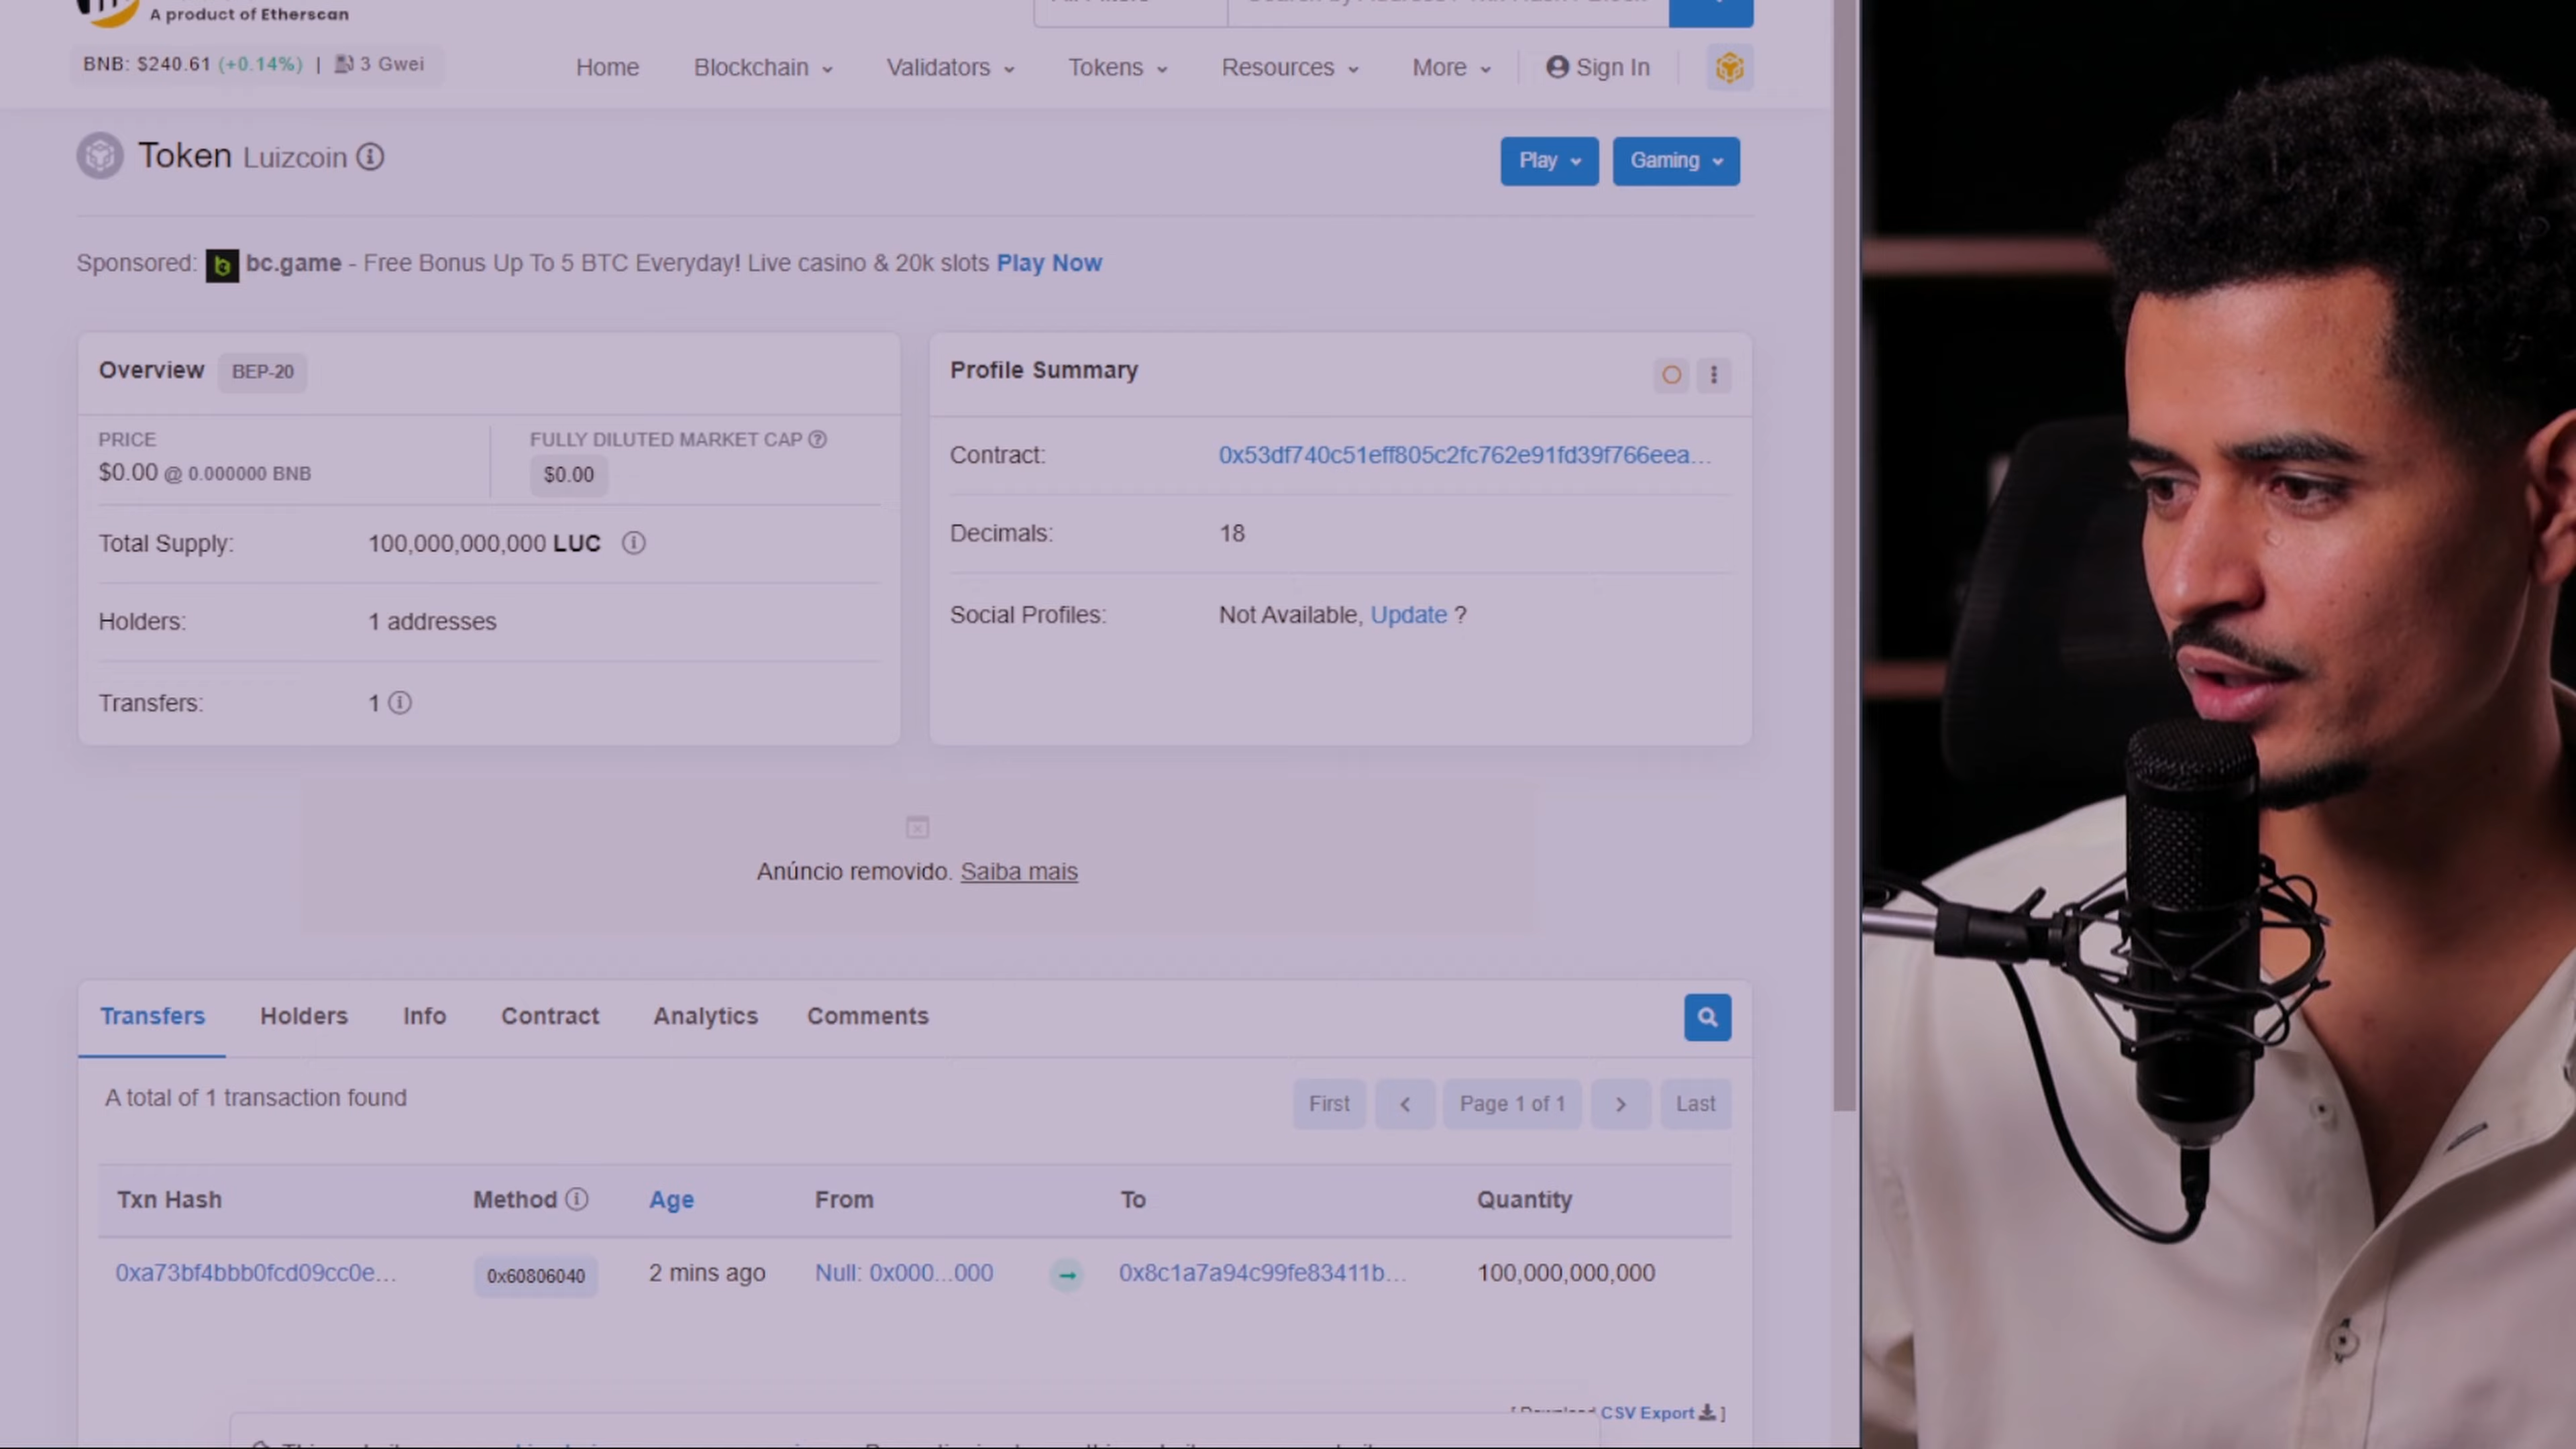 A product of Etherscan
BNB: $240.61 (+0.14%) | 3 Gwei
Home Blockchain Validators Tokens Resources More Sign In
Token Luizcoin
Play Gaming
Sponsored: bc.game - Free Bonus Up To 5 BTC Everyday! Live casino & 20k slots Play Now
Overview BEP-20
PRICE
$0.00 @ 0.000000 BNB
FULLY DILUTED MARKET CAP
$0.00
Total Supply: 100,000,000,000 LUC
Holders: 1 addresses
Transfers: 1
Profile Summary
Contract: 0x53df740c51eff805c2fc762e91fd39f766eea...
Decimals: 18
Social Profiles: Not Available, Update ?
Anúncio removido. Saiba mais
Transfers Holders Info Contract Analytics Comments
A total of 1 transaction found
First Page 1 of 1 Last
Txn Hash Method Age From To Quantity
0xa73bf4bbb0fcd09cc0e... 0x60806040 2 mins ago Null: 0x000...000 0x8c1a7a94c99fe83411b... 100,000,000,000
CSV Export ]